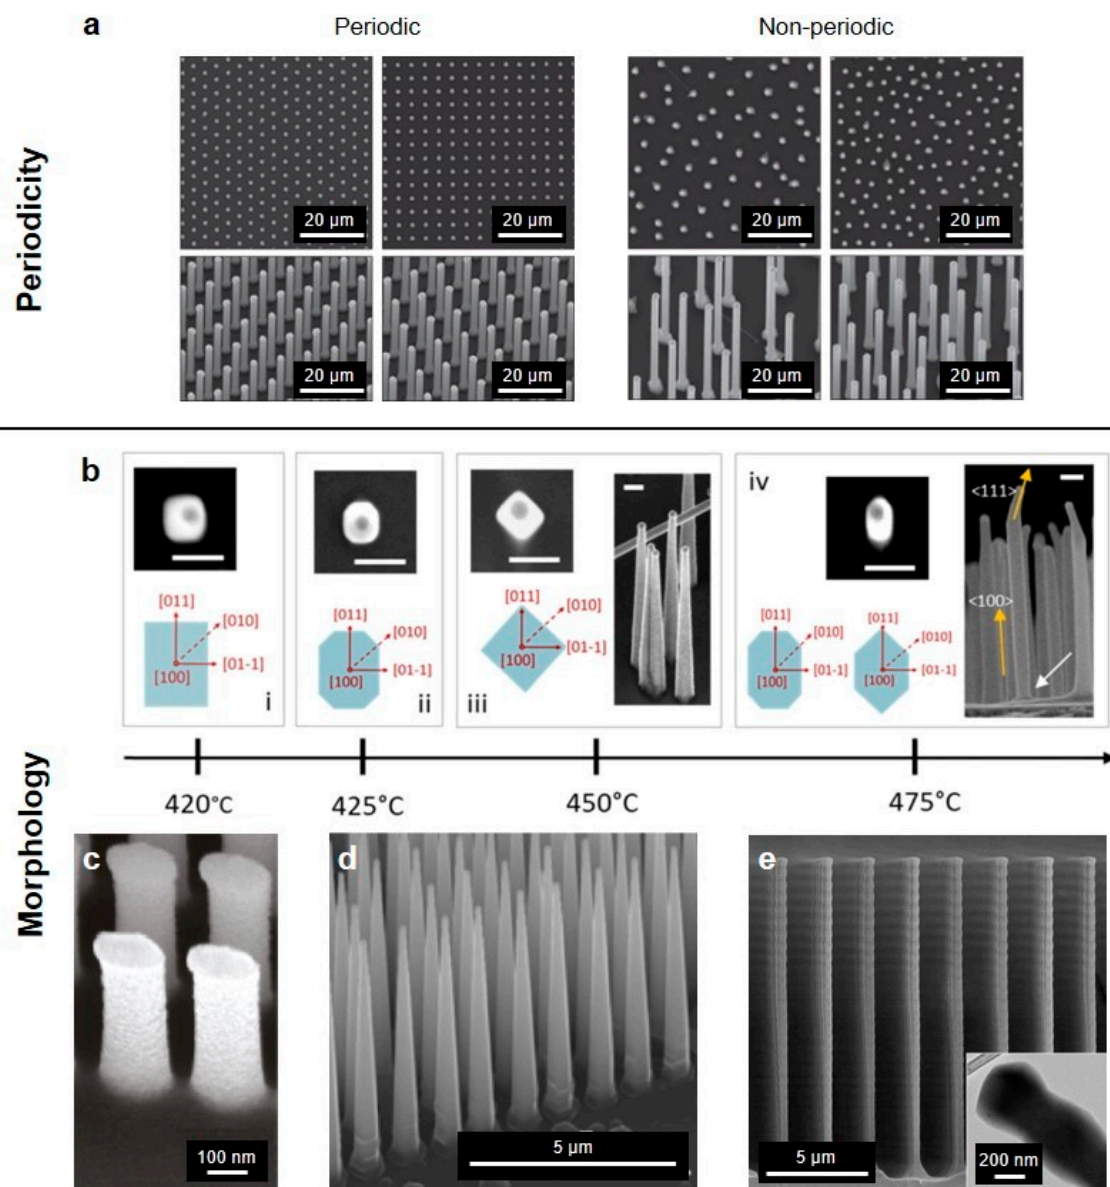 a
Periodic
Non-periodic
Periodicity
20 µm
20 µm
20 µm
20 µm
20 µm
20 µm
20 µm
20 µm
b
[011]
[010]
[01-1]
[100]
i
[011]
[010]
[01-1]
[100]
ii
[011]
[010]
[01-1]
[100]
iii
iv
[011]
[010]
[01-1]
[100]
[011]
[010]
[01-1]
[100]
<111>
<100>
420°C
425°C
450°C
475°C
Morphology
c
100 nm
d
5 µm
e
5 µm
200 nm